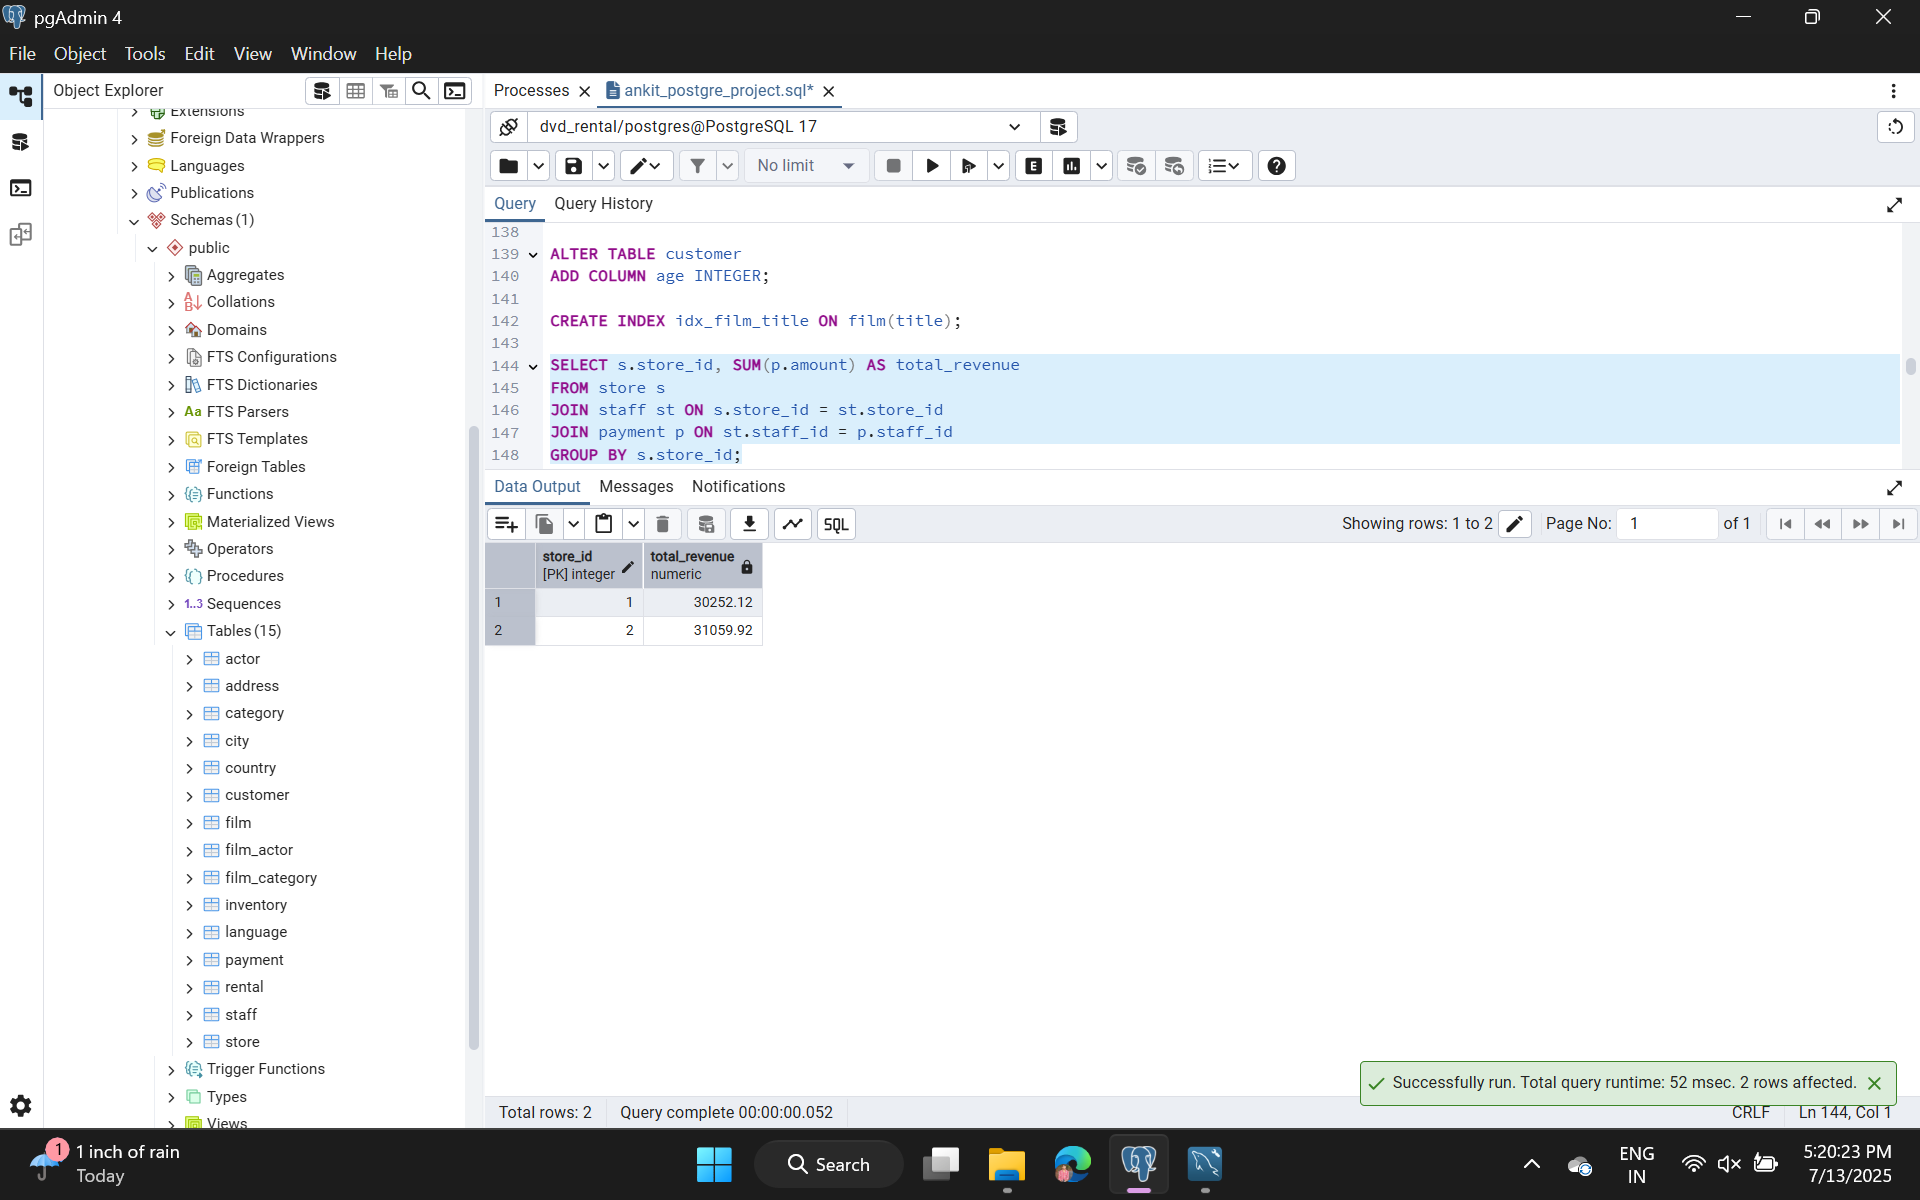 pgAdmin 4
File Object Tools Edit View Window Help
Object Explorer
Extensions
Foreign Data Wrappers
Languages
Publications
Schemas (1)
public
Aggregates
Collations
Domains
FTS Configurations
FTS Dictionaries
Aa FTS Parsers
FTS Templates
Foreign Tables
Functions
Materialized Views
Operators
Procedures
1..3 Sequences
Tables (15)
actor
address
category
city
country
customer
film
film_actor
film_category
inventory
language
payment
rental
staff
store
Trigger Functions
Types
Views
Processes ankit_postgre_project.sql*
dvd_rental/postgres@PostgreSQL 17
No limit E
Query Query History
138
139 ALTER TABLE customer
140 ADD COLUMN age INTEGER;
141
142 CREATE INDEX idx_film_title ON film(title);
143
144 SELECT s.store_id, SUM(p.amount) AS total_revenue
145 FROM store s
146 JOIN staff st ON s.store_id = st.store_id
147 JOIN payment p ON st.staff_id = p.staff_id
148 GROUP BY s.store_id;
Data Output Messages Notifications
SQL Showing rows: 1 to 2 Page No: 1 of 1
store_id total_revenue
[PK] integer numeric
1 1 30252.12
2 2 31059.92
Successfully run. Total query runtime: 52 msec. 2 rows affected.
Total rows: 2 Query complete 00:00:00.052 CRLF Ln 144, Col 1
1 1 inch of rain
Today
Search
ENG
IN
5:20:23 PM
7/13/2025